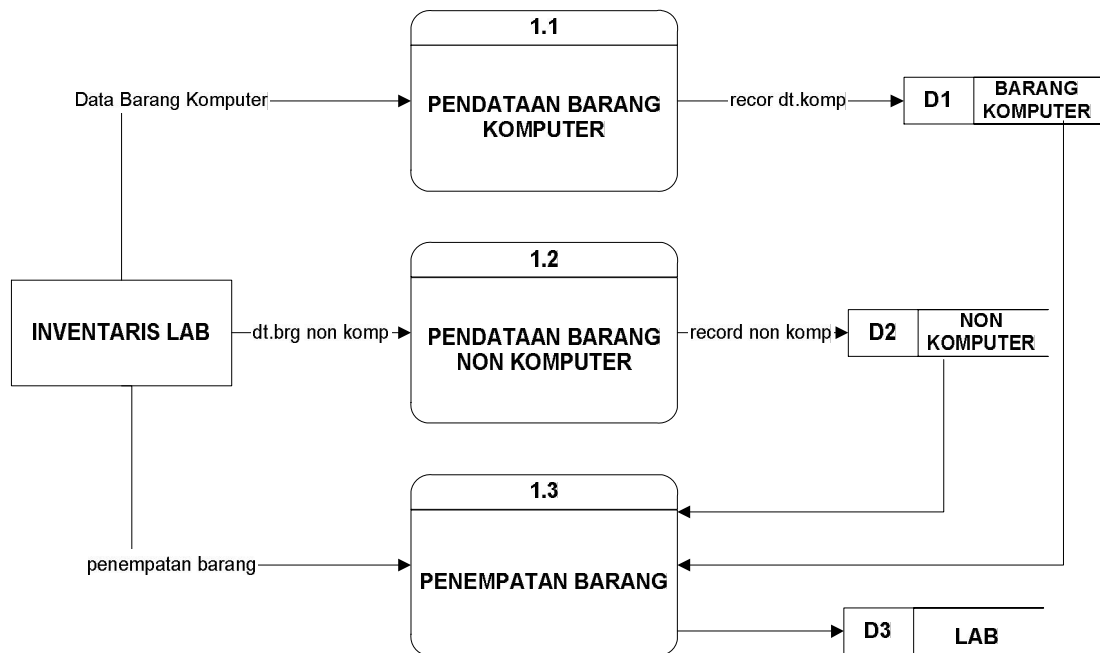 1.1
Data Barang Komputer
PENDATAAN BARANG
KOMPUTER
recor dt.komp
D1
BARANG
KOMPUTER
1.2
INVENTARIS LAB
dt.brg non komp
PENDATAAN BARANG
NON KOMPUTER
record non komp
D2
NON
KOMPUTER
1.3
penempatan barang
PENEMPATAN BARANG
D3
LAB